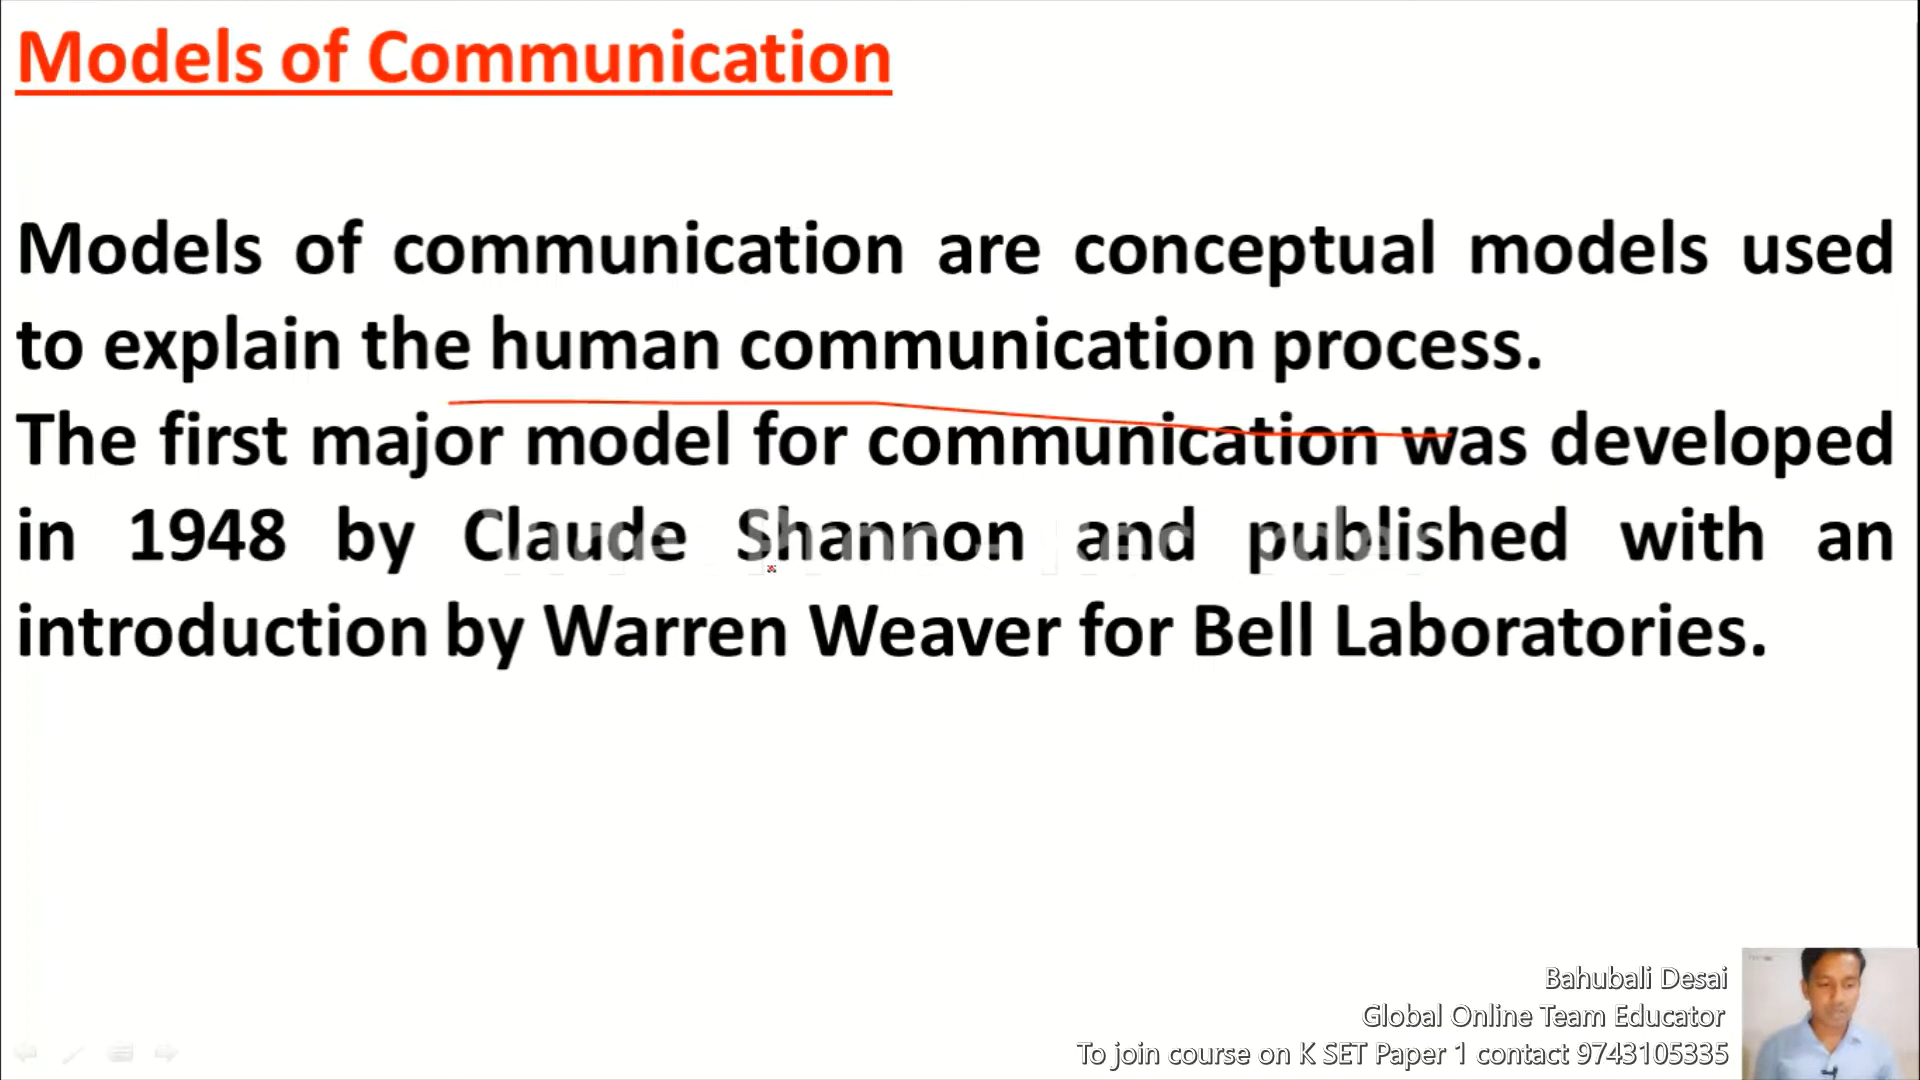 Models of Communication
Models of communication are conceptual models used
to explain the human communication process.
The first major model for communication was developed
in 1948 by Claude Shannon and published with an
introduction by Warren Weaver for Bell Laboratories.
Bahubali Desai
Global Online Team Educator
To join course on K SET Paper 1 contact 9743105335